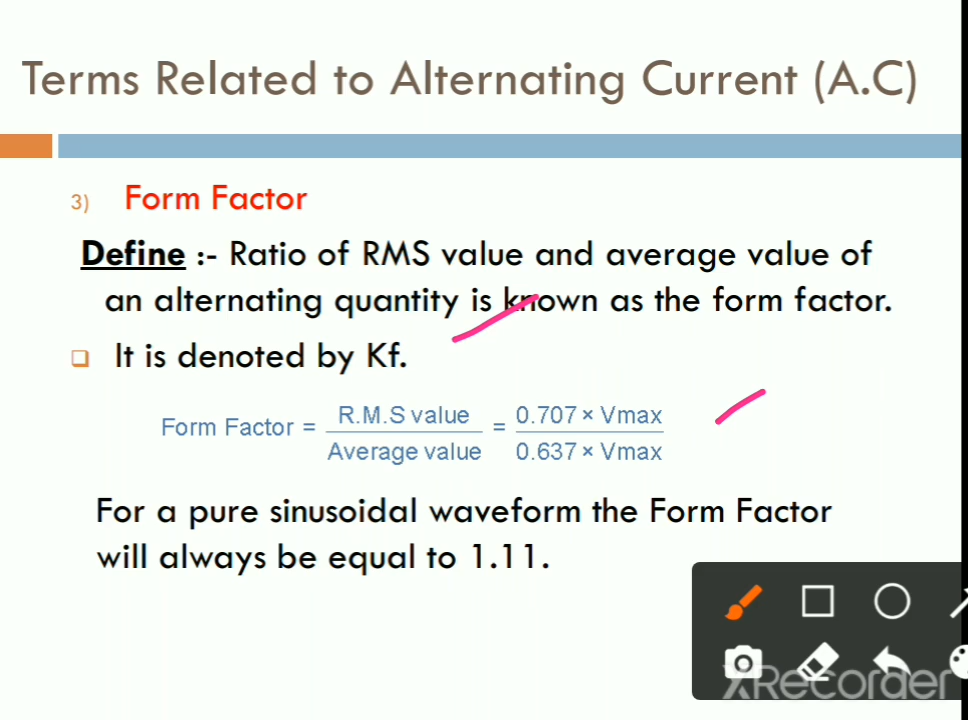 Terms Related to Alternating Current (A.C)
3) Form Factor
Define :- Ratio of RMS value and average value of
an alternating quantity is known as the form factor.
It is denoted by Kf.
Form Factor = R.M.S value / Average value = 0.707 × Vmax / 0.637 × Vmax
For a pure sinusoidal waveform the Form Factor
will always be equal to 1.11.
XRecorder